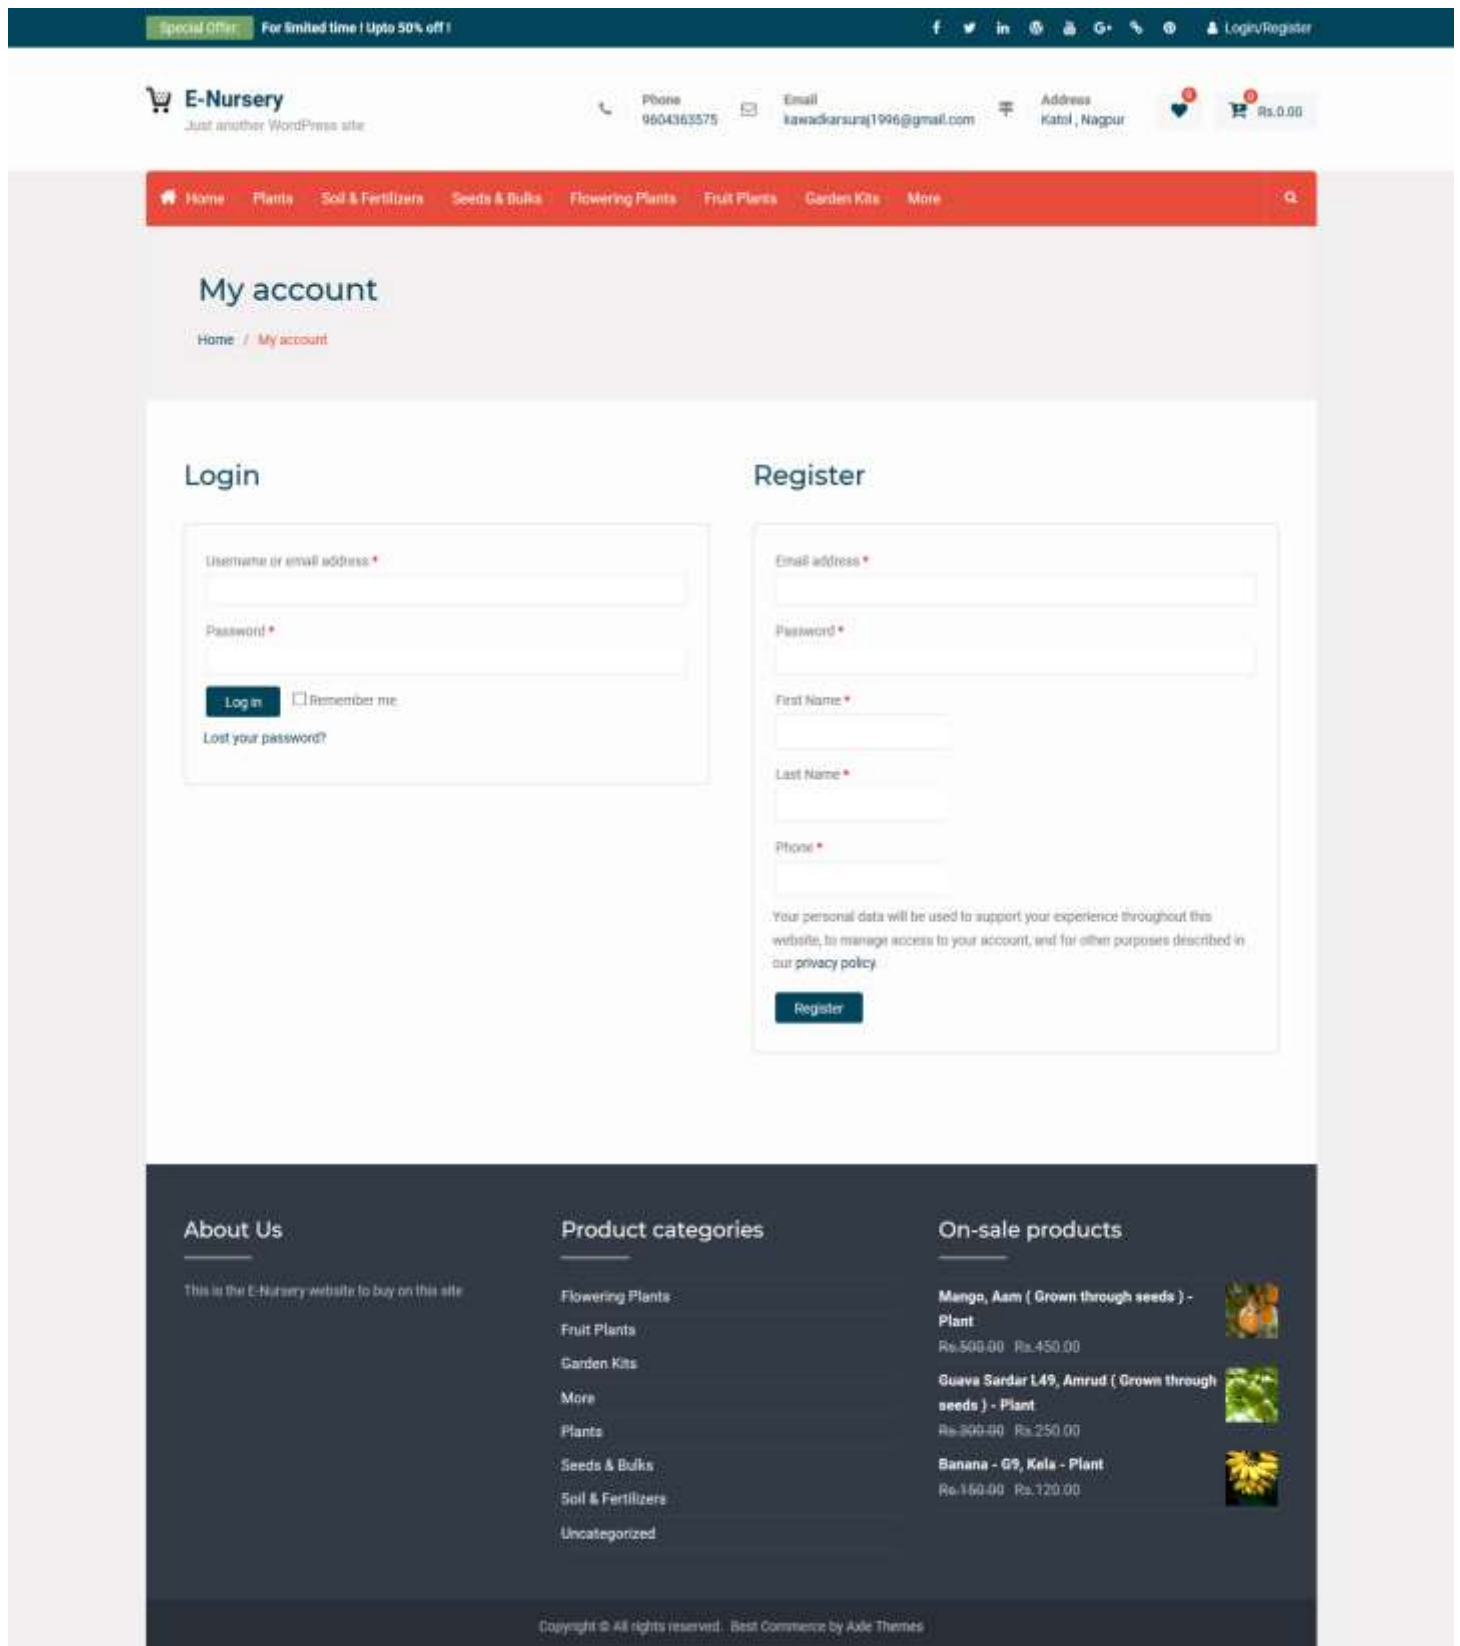 Special Offer: For limited time ! Upto 50% off !
Login/Register
E-Nursery
Just another WordPress site
Phone
9604363575
Email
kawadkarsuraj1996@gmail.com
Address
Katol , Nagpur
0
0
Rs.0.00
Home Plants Soil & Fertilizers Seeds & Bulks Flowering Plants Fruit Plants Garden Kits More
My account
Home / My account
Login
Username or email address *
Password *
Log in Remember me
Lost your password?
Register
Email address *
Password *
First Name *
Last Name *
Phone *
Your personal data will be used to support your experience throughout this
website, to manage access to your account, and for other purposes described in
our privacy policy.
Register
About Us
This is the E-Nursery website to buy on this site
Product categories
Flowering Plants
Fruit Plants
Garden Kits
More
Plants
Seeds & Bulks
Soil & Fertilizers
Uncategorized
On-sale products
Mango, Aam ( Grown through seeds ) -
Plant
Rs.500.00 Rs.450.00
Guava Sardar L49, Amrud ( Grown through
seeds ) - Plant
Rs.300.00 Rs.250.00
Banana - G9, Kela - Plant
Rs.150.00 Rs.120.00
Copyright © All rights reserved. Best Commerce by Axle Themes